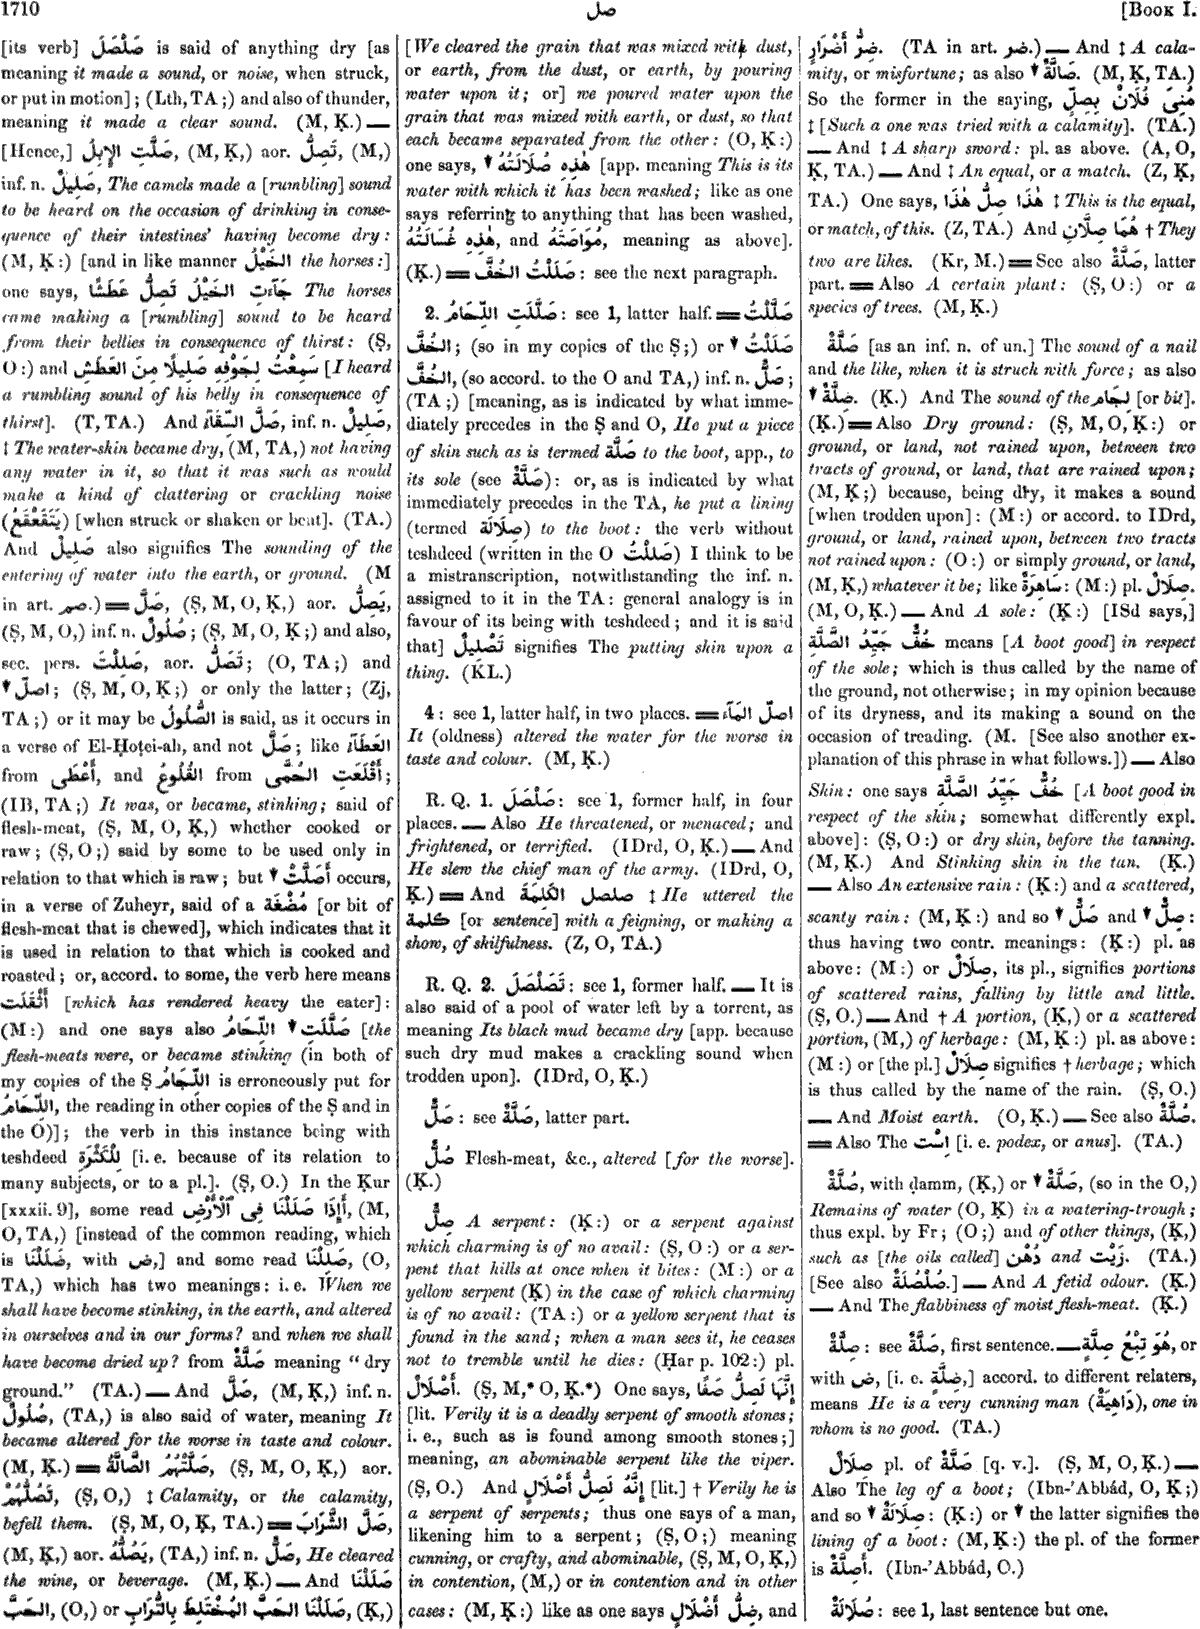 1710
صل
[BOOK I.
[its verb] صَلْصَلَ is said of anything dry [as
meaning it made a sound, or noise, when struck,
or put in motion]; (Lth, TA;) and also of thunder,
meaning it made a clear sound. (M, Ḳ.) —
[Hence,] صَلَّتِ الإِبِلُ, (M, Ḳ,) aor. تَصِلُّ, (M,)
inf. n. صَلِيلٌ, The camels made a [rumbling] sound
to be heard on the occasion of drinking in conse-
quence of their intestines' having become dry:
(M, Ḳ:) [and in like manner الخَيْلُ the horses:]
one says, جَآءَتِ الخَيْلُ تَصِلُّ عَطَشًا The horses
came making a [rumbling] sound to be heard
from their bellies in consequence of thirst: (Ṣ,
O:) and سَمِعْتُ لِجَوْفِهِ صَلِيلًا مِنَ العَطَشِ [I heard
a rumbling sound of his belly in consequence of
thirst]. (T, TA.) And صَلَّ السِّقَآءُ, inf. n. صَلِيلٌ,
‡ The water-skin became dry, (M, TA,) not having
any water in it, so that it was such as would
make a kind of clattering or crackling noise
(يَتَقَعْقَعُ) [when struck or shaken or bent]. (TA.)
And صَلِيلٌ also signifies The sounding of the
entering of water into the earth, or ground. (M
in art. صم.) ═ صَلَّ, (Ṣ, M, O, Ḳ,) aor. يَصِلُّ,
(Ṣ, M, O,) inf. n. صُلُولٌ; (Ṣ, M, O, Ḳ;) and also,
sec. pers. صَلِلْتَ, aor. تَصَلُّ; (O, TA;) and
▼ اصلّ; (Ṣ, M, O, Ḳ;) or only the latter; (Zj,
TA;) or it may be الصُّلُولُ is said, as it occurs in
a verse of El-Ḥoṭei-ah, and not صَلَّ; like العَطَآءُ
from أَعْطَى, and القُلُوعُ from أَقْلَعَتِ الحُمَّى;
(IB, TA;) It was, or became, stinking; said of
flesh-meat, (Ṣ, M, O, Ḳ,) whether cooked or
raw; (Ṣ, O;) said by some to be used only in
relation to that which is raw; but ▼ أَصَلَّتْ occurs,
in a verse of Zuheyr, said of a مُضْغَة [or bit of
flesh-meat that is chewed], which indicates that it
is used in relation to that which is cooked and
roasted; or, accord. to some, the verb here means
أَثْقَلَت [which has rendered heavy the eater]:
(M:) and one says also صَلَّلَتِ ▼ اللِّحَامُ [the
flesh-meats were, or became stinking (in both of
my copies of the Ṣ اللِّجَامُ is erroneously put for
اللِّحَامُ, the reading in other copies of the Ṣ and in
the O)]; the verb in this instance being with
teshdeed لِلْكَثْرَةِ [i. e. because of its relation to
many subjects, or to a pl.]. (Ṣ, O.) In the Ḳur
[xxxii. 9], some read أَإِذَا صَلَلْنَا فِى ٱلْأَرْضِ, (M,
O, TA,) [instead of the common reading, which
is ضَلَلْنَا, with ض,] and some read صَلِلْنَا, (O,
TA,) which has two meanings: i. e. When we
shall have become stinking, in the earth, and altered
in ourselves and in our forms? and when we shall
have become dried up? from صَلَّةٌ meaning "dry
ground." (TA.) — And صَلَّ, (M, Ḳ,) inf. n.
صُلُولٌ, (TA,) is also said of water, meaning It
became altered for the worse in taste and colour.
(M, Ḳ.) ═ صَلَّتْهُمُ الصَّالَّةُ, (Ṣ, M, O, Ḳ,) aor.
تَصُلُّهُمْ, (Ṣ, O,) ‡ Calamity, or the calamity,
befell them. (Ṣ, M, O, Ḳ, TA.) ═ صَلَّ الشَّرَابَ,
(M, Ḳ,) aor. يَصُلُّهُ, (TA,) inf. n. صَلٌّ, He cleared
the wine, or beverage. (M, Ḳ.) — And صَلَلْنَا
الحَبَّ, (O,) or صَلَلْنَا الحَبَّ المُخْتَلِطَ بِالتُّرَابِ, (Ḳ,)
[We cleared the grain that was mixed with dust,
or earth, from the dust, or earth, by pouring
water upon it; or] we poured water upon the
grain that was mixed with earth, or dust, so that
each became separated from the other: (O, Ḳ:)
one says, ▼ هٰذِهِ صُلَالَتُهُ [app. meaning This is its
water with which it has been washed; like as one
says referring to anything that has been washed,
هٰذِهِ غُسَالَتُهُ, and مُوَاصَتُهُ, meaning as above].
(Ḳ.) ═ صَلَلْتُ الخُفَّ: see the next paragraph.
2. صَلَّلَتِ اللِّحَامُ: see 1, latter half. ═ صَلَّلْتُ
الخُفَّ; (so in my copies of the Ṣ;) or ▼ صَلَلْتُ
الخُفَّ, (so accord. to the O and TA,) inf. n. صَلٌّ;
(TA;) [meaning, as is indicated by what imme-
diately precedes in the Ṣ and O, He put a piece
of skin such as is termed صَلَّة to the boot, app., to
its sole (see صَلَّةٌ): or, as is indicated by what
immediately precedes in the TA, he put a lining
(termed صِلَالَة) to the boot: the verb without
teshdeed (written in the O صَلَلْتُ) I think to be
a mistranscription, notwithstanding the inf. n.
assigned to it in the TA: general analogy is in
favour of its being with teshdeed; and it is said
that] تَصْلِيلٌ signifies The putting skin upon a
thing. (KL.)
4: see 1, latter half, in two places. ═ اصلّ المَآءَ
It (oldness) altered the water for the worse in
taste and colour. (M, Ḳ.)
R. Q. 1. صَلْصَلَ: see 1, former half, in four
places. — Also He threatened, or menaced; and
frightened, or terrified. (IDrd, O, Ḳ.) — And
He slew the chief man of the army. (IDrd, O,
Ḳ.) ═ And صلصل الكَلِمَةَ ‡ He uttered the
كلمة [or sentence] with a feigning, or making a
show, of skilfulness. (Z, O, TA.)
R. Q. 2. تَصَلْصَلَ: see 1, former half. — It is
also said of a pool of water left by a torrent, as
meaning Its black mud became dry [app. because
such dry mud makes a crackling sound when
trodden upon]. (IDrd, O, Ḳ.)
صَلٌّ: see صَلَّةٌ, latter part.
صُلٌّ Flesh-meat, &c., altered [for the worse].
(Ḳ.)
صِلٌّ A serpent: (Ḳ:) or a serpent against
which charming is of no avail: (Ṣ, O:) or a ser-
pent that kills at once when it bites: (M:) or a
yellow serpent (Ḳ) in the case of which charming
is of no avail: (TA:) or a yellow serpent that is
found in the sand; when a man sees it, he ceases
not to tremble until he dies: (Ḥar p. 102:) pl.
أَصْلَالٌ. (Ṣ, M,* O, Ḳ.*) One says, إِنَّهَا لَصِلُّ صَفًا
[lit. Verily it is a deadly serpent of smooth stones;
i. e., such as is found among smooth stones;]
meaning, an abominable serpent like the viper.
(Ṣ, O.) And إِنَّهُ لَصِلُّ أَصْلَالٍ [lit.] † Verily he is
a serpent of serpents; thus one says of a man,
likening him to a serpent; (Ṣ, O;) meaning
cunning, or crafty, and abominable, (Ṣ, M, O, Ḳ,)
in contention, (M,) or in contention and in other
cases: (M, Ḳ:) like as one says ضِلُّ أَضْلَالٍ, and
ضِرُّ أَضْرَارٍ. (TA in art. ضر.) — And ‡ A cala-
mity, or misfortune; as also ▼ صَالَّةٌ. (M, Ḳ, TA.)
So the former in the saying, مُنِىَ فُلَانٌ بِصِلٍّ
‡ [Such a one was tried with a calamity]. (TA.)
— And ‡ A sharp sword: pl. as above. (A, O,
Ḳ, TA.) — And ‡ An equal, or a match. (Z, Ḳ,
TA.) One says, هٰذَا صِلُّ هٰذَا ‡ This is the equal,
or match, of this. (Z, TA.) And هُمَا صِلَّانِ † They
two are likes. (Kr, M.) ═ See also صَلَّةٌ, latter
part. ═ Also A certain plant: (Ṣ, O:) or a
species of trees. (M, Ḳ.)
صَلَّةٌ [as an inf. n. of un.] The sound of a nail
and the like, when it is struck with force; as also
▼ صِلَّةٌ. (Ḳ.) And The sound of the لِجَام [or bit].
(Ḳ.) ═ Also Dry ground: (Ṣ, M, O, Ḳ:) or
ground, or land, not rained upon, between two
tracts of ground, or land, that are rained upon;
(M, Ḳ;) because, being dry, it makes a sound
[when trodden upon]: (M:) or accord. to IDrd,
ground, or land, rained upon, between two tracts
not rained upon: (O:) or simply ground, or land,
(M, Ḳ,) whatever it be; like سَاهِرَةٌ: (M:) pl. صِلَالٌ.
(M, O, Ḳ.) — And A sole: (Ḳ:) [ISd says,]
خُفٌّ جَيِّدُ الصَّلَّةِ means [A boot good] in respect
of the sole; which is thus called by the name of
the ground, not otherwise; in my opinion because
of its dryness, and its making a sound on the
occasion of treading. (M. [See also another ex-
planation of this phrase in what follows.]) — Also
Skin: one says خُفٌّ جَيِّدُ الصَّلَّةِ [A boot good in
respect of the skin; somewhat differently expl.
above]: (Ṣ, O:) or dry skin, before the tanning.
(M, Ḳ.) And Stinking skin in the tan. (Ḳ.)
— Also An extensive rain: (Ḳ:) and a scattered,
scanty rain: (M, Ḳ:) and so ▼ صَلٌّ and ▼ صِلٌّ:
thus having two contr. meanings: (Ḳ:) pl. as
above: (M:) or صِلَالٌ, its pl., signifies portions
of scattered rains, falling by little and little.
(Ṣ, O.) — And † A portion, (Ḳ,) or a scattered
portion, (M,) of herbage: (M, Ḳ:) pl. as above:
(M:) or [the pl.] صِلَالٌ signifies † herbage; which
is thus called by the name of the rain. (Ṣ, O.)
— And Moist earth. (O, Ḳ.) — See also صُلَّةٌ.
═ Also The اسْت [i. e. podex, or anus]. (TA.)
صُلَّةٌ, with ḍamm, (Ḳ,) or ▼ صَلَّةٌ, (so in the O,)
Remains of water (O, Ḳ) in a watering-trough;
thus expl. by Fr; (O;) and of other things, (Ḳ,)
such as [the oils called] دُهْن and زَيْت. (TA.)
[See also صُلْصُلَةٌ.] — And A fetid odour. (Ḳ.)
— And The flabbiness of moist flesh-meat. (Ḳ.)
صِلَّةٌ: see صَلَّةٌ, first sentence. — هُوَ تِبْعُ صِلَّةٍ, or
with ض, [i. e. ضِلَّةٍ,] accord. to different relaters,
means He is a very cunning man (دَاهِيَةٌ), one in
whom is no good. (TA.)
صِلَالٌ pl. of صَلَّةٌ [q. v.]. (Ṣ, M, O, Ḳ.) —
Also The leg of a boot; (Ibn-'Abbád, O, Ḳ;)
and so ▼ صِلَالَةٌ: (Ḳ:) or ▼ the latter signifies the
lining of a boot: (M, Ḳ:) the pl. of the former
is أَصِلَّةٌ. (Ibn-'Abbád, O.)
صُلَالَةٌ: see 1, last sentence but one.